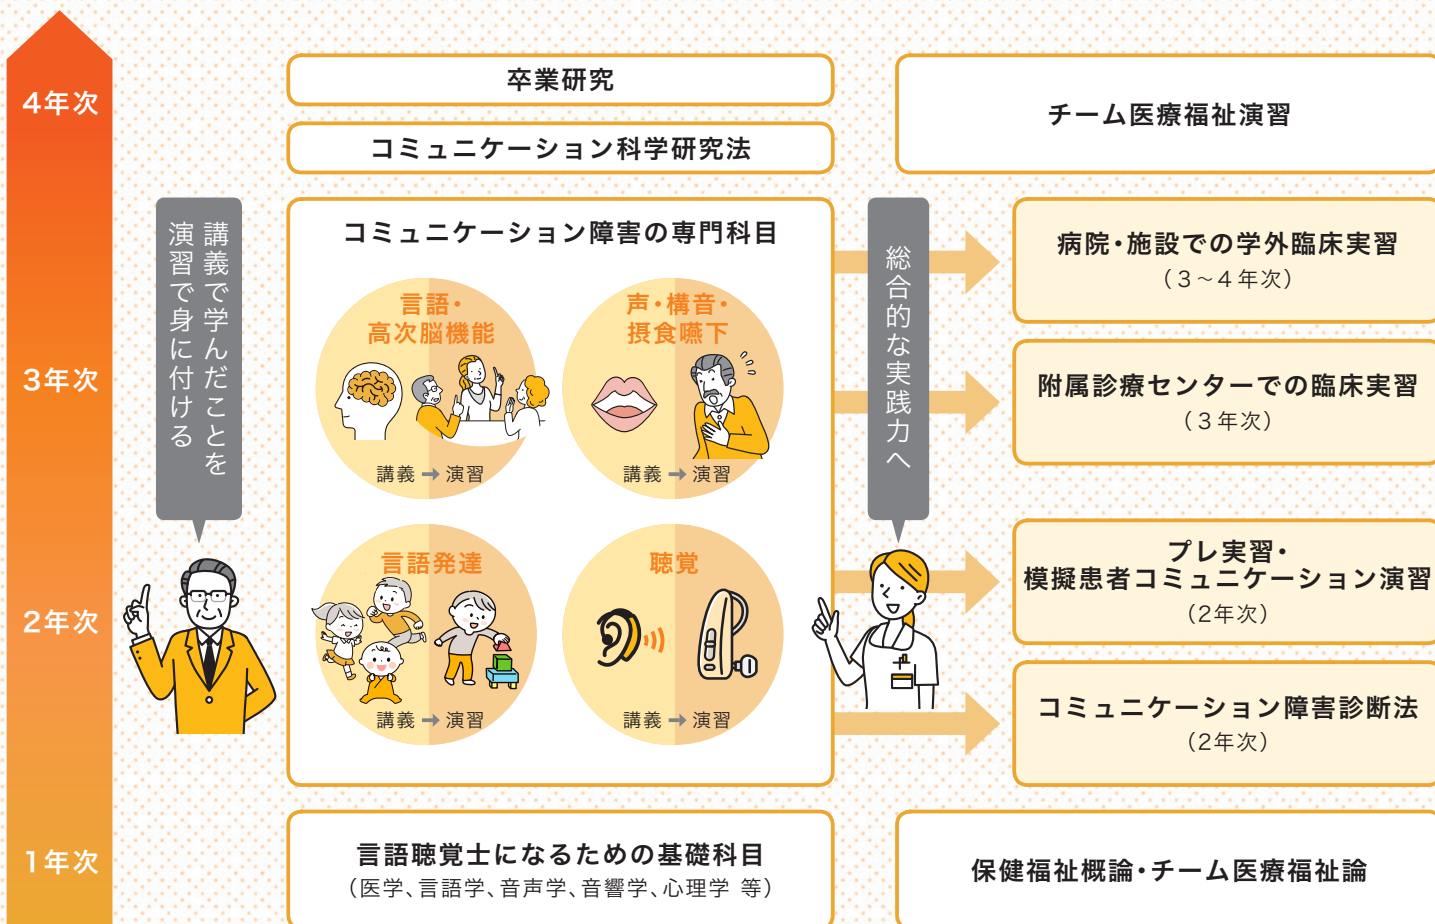 4年次
卒業研究
チーム医療福祉演習
コミュニケーション科学研究法
講義で学んだことを
演習で身に付ける
コミュニケーション障害の専門科目
総合的な実践力へ
病院・施設での学外臨床実習
（３～４年次）
言語・
高次脳機能
講義 → 演習
声・構音・
摂食嚥下
講義 → 演習
3年次
附属診療センターでの臨床実習
（３年次）
言語発達
講義 → 演習
聴覚
講義 → 演習
プレ実習・
模擬患者コミュニケーション演習
（2年次）
2年次
コミュニケーション障害診断法
（2年次）
1年次
言語聴覚士になるための基礎科目
（医学、言語学、音声学、音響学、心理学 等）
保健福祉概論・チーム医療福祉論